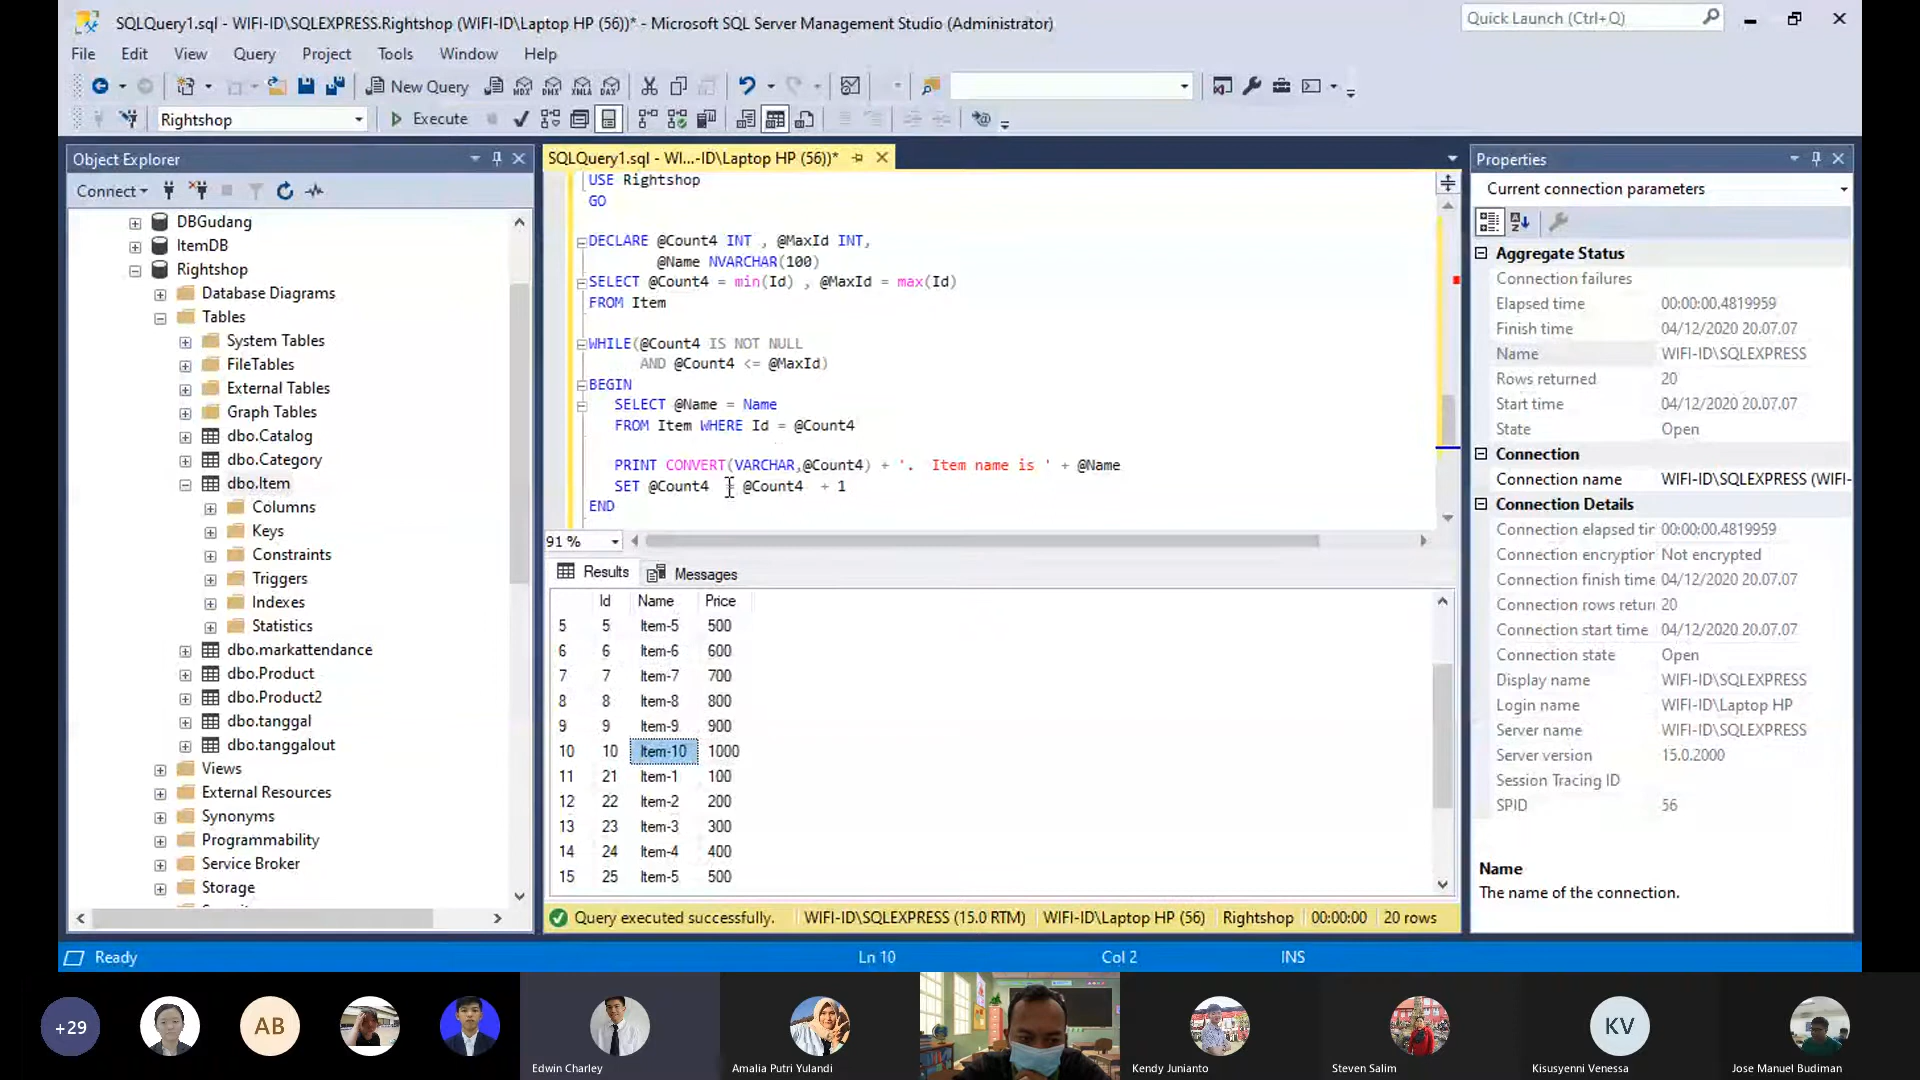 SQLQuery1.sql - WIFI-ID\SQLEXPRESS.Rightshop (WIFI-ID\Laptop HP (56))* - Microsoft SQL Server Management Studio (Administrator)
Quick Launch (Ctrl+Q)
File Edit View Query Project Tools Window Help
New Query
Rightshop
Execute
Object Explorer
Connect
DBGudang
ItemDB
Rightshop
Database Diagrams
Tables
System Tables
FileTables
External Tables
Graph Tables
dbo.Catalog
dbo.Category
dbo.Item
Columns
Keys
Constraints
Triggers
Indexes
Statistics
dbo.markattendance
dbo.Product
dbo.Product2
dbo.tanggal
dbo.tanggalout
Views
External Resources
Synonyms
Programmability
Service Broker
Storage
SQLQuery1.sql - WI...-ID\Laptop HP (56))*
USE Rightshop
GO
DECLARE @Count4 INT , @MaxId INT,
@Name NVARCHAR(100)
SELECT @Count4 = min(Id) , @MaxId = max(Id)
FROM Item
WHILE(@Count4 IS NOT NULL
AND @Count4 <= @MaxId)
BEGIN
SELECT @Name = Name
FROM Item WHERE Id = @Count4
PRINT CONVERT(VARCHAR,@Count4) + '. Item name is ' + @Name
SET @Count4 = @Count4 + 1
END
91 %
Results Messages
Id Name Price
5 5 Item-5 500
6 6 Item-6 600
7 7 Item-7 700
8 8 Item-8 800
9 9 Item-9 900
10 10 Item-10 1000
11 21 Item-1 100
12 22 Item-2 200
13 23 Item-3 300
14 24 Item-4 400
15 25 Item-5 500
Query executed successfully. WIFI-ID\SQLEXPRESS (15.0 RTM) WIFI-ID\Laptop HP (56) Rightshop 00:00:00 20 rows
Properties
Current connection parameters
Aggregate Status
Connection failures
Elapsed time 00:00:00.4819959
Finish time 04/12/2020 20.07.07
Name WIFI-ID\SQLEXPRESS
Rows returned 20
Start time 04/12/2020 20.07.07
State Open
Connection
Connection name WIFI-ID\SQLEXPRESS (WIFI-
Connection Details
Connection elapsed tir 00:00:00.4819959
Connection encryption Not encrypted
Connection finish time 04/12/2020 20.07.07
Connection rows returi 20
Connection start time 04/12/2020 20.07.07
Connection state Open
Display name WIFI-ID\SQLEXPRESS
Login name WIFI-ID\Laptop HP
Server name WIFI-ID\SQLEXPRESS
Server version 15.0.2000
Session Tracing ID
SPID 56
Name
The name of the connection.
Ready Ln 10 Col 2 INS
+29
AB
KV
Edwin Charley
Amalia Putri Yulandi
Kendy Junianto
Steven Salim
Kisusyenni Venessa
Jose Manuel Budiman